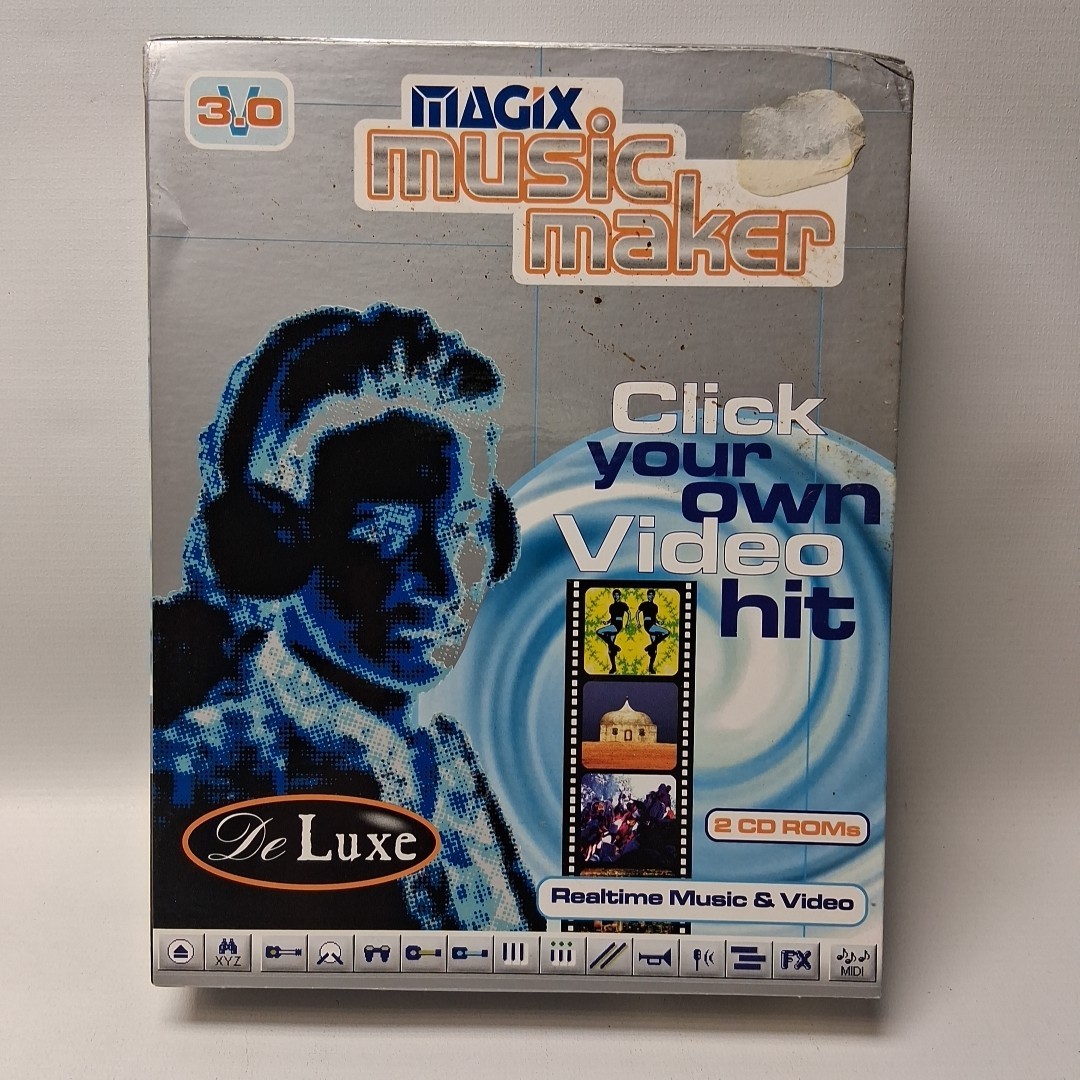 V
3.0
MAGIX
music
maker
Click
your
own
Video
hit
2 CD ROMs
De Luxe
Realtime Music & Video
XYZ
FX
MIDI